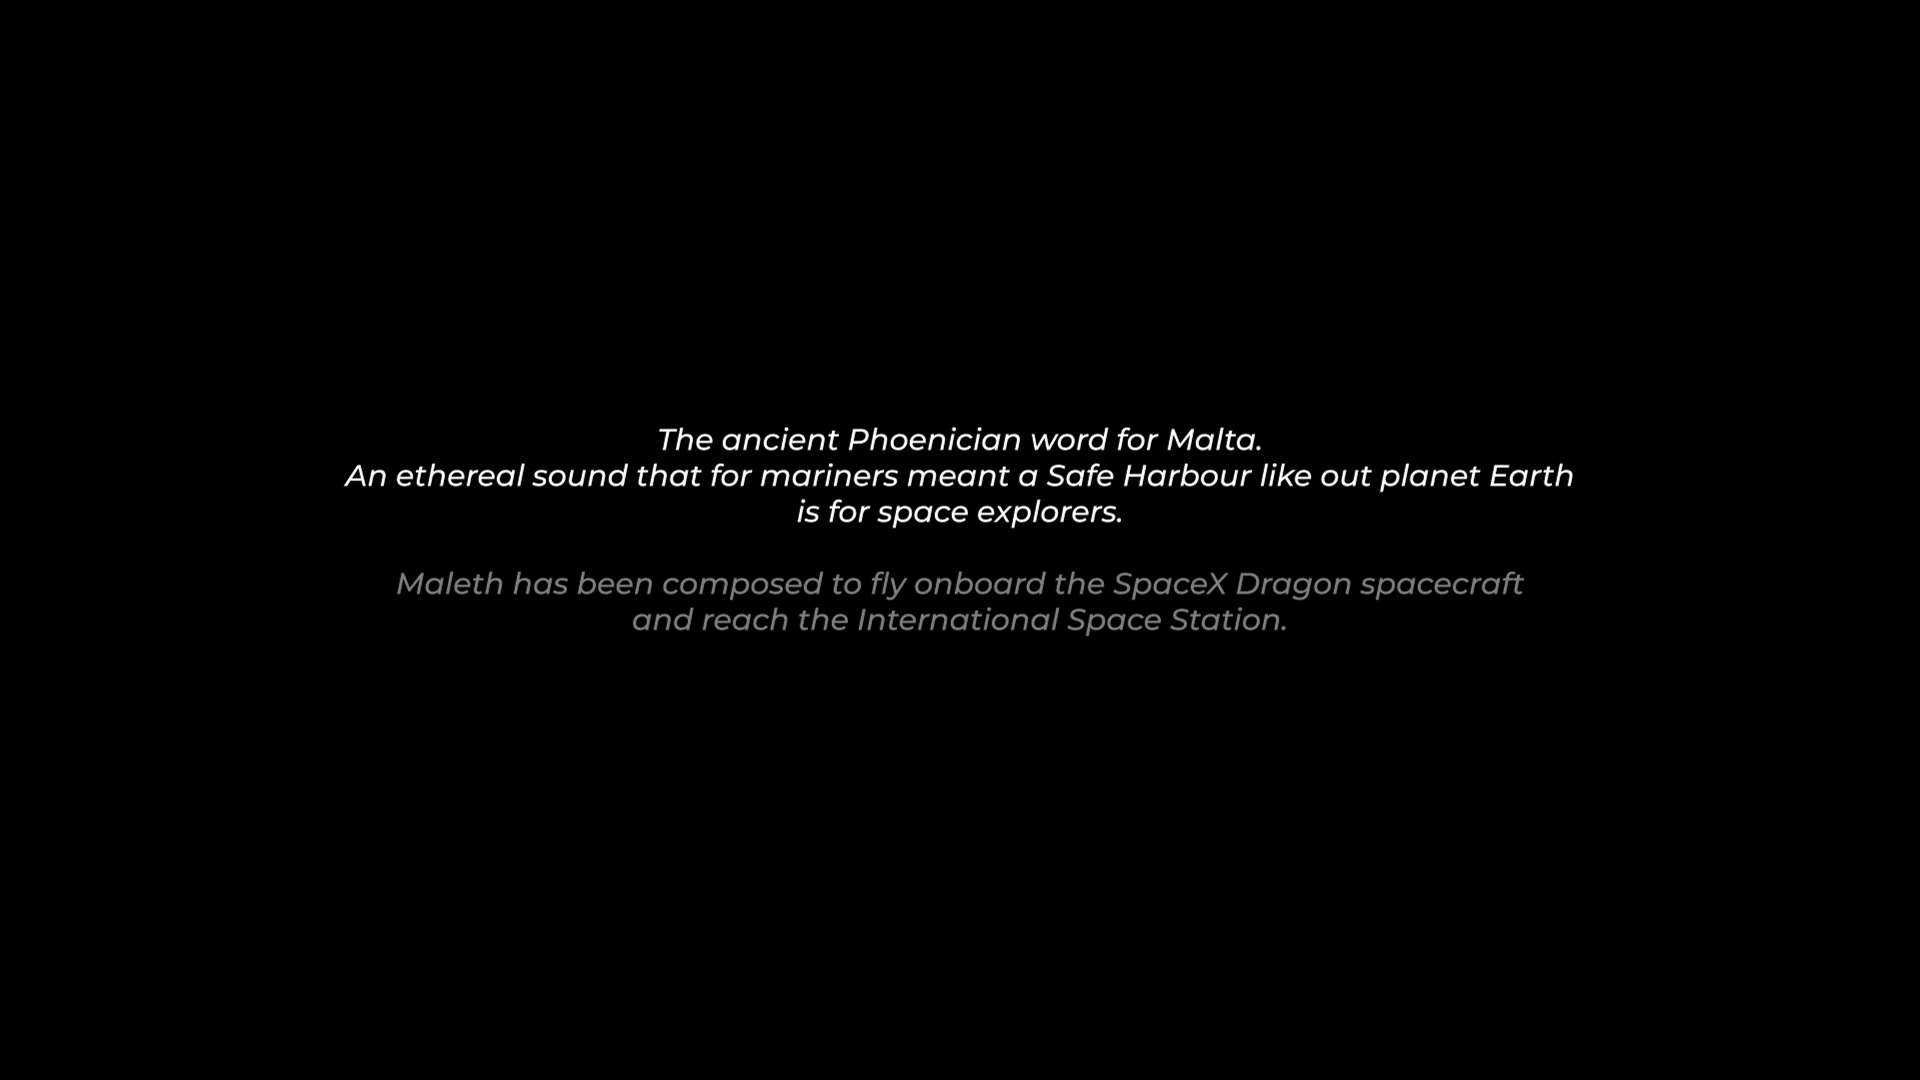 The ancient Phoenician word for Malta.
An ethereal sound that for mariners meant a Safe Harbour like out planet Earth
is for space explorers.
Maleth has been composed to fly onboard the SpaceX Dragon spacecraft
and reach the International Space Station.